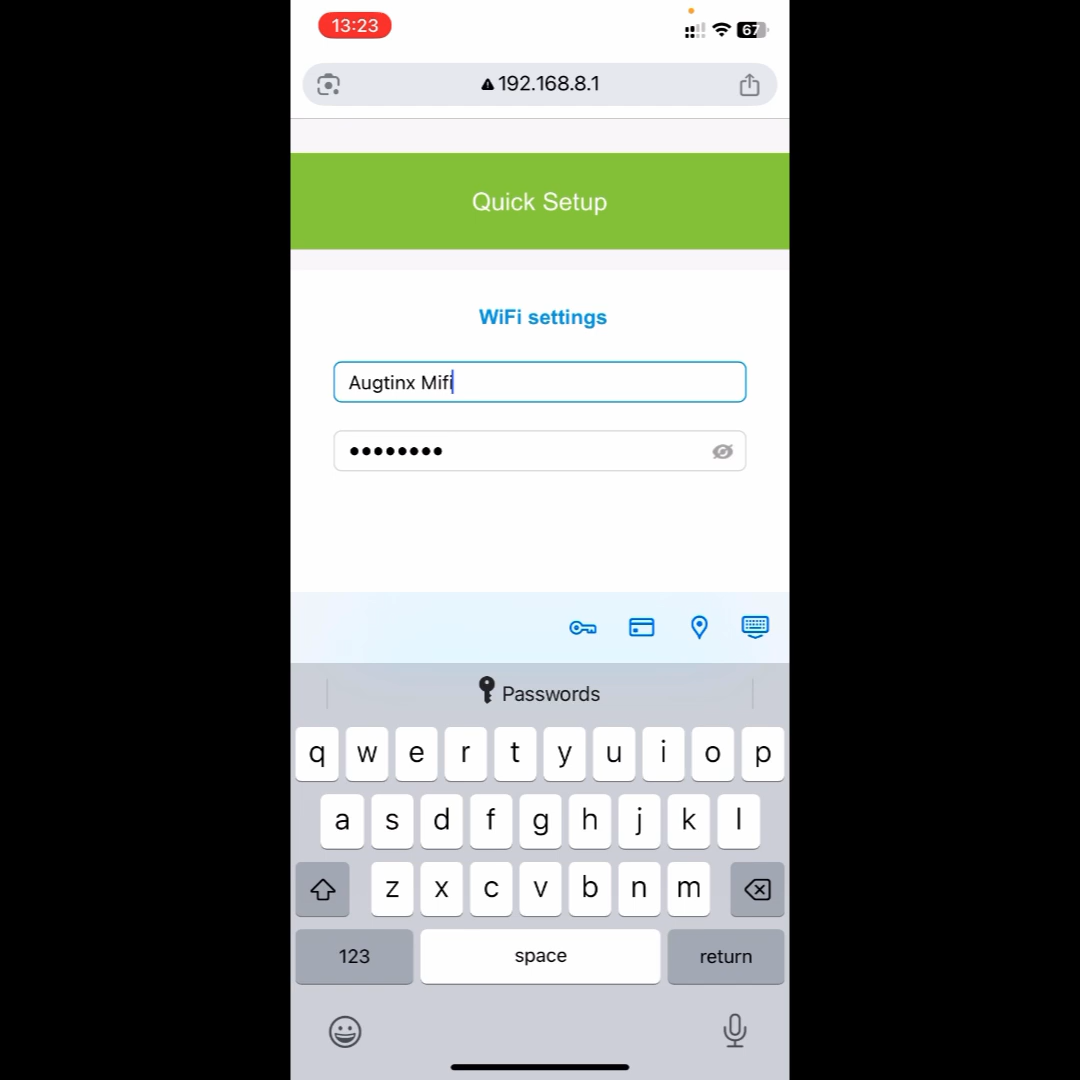 13:23
67
192.168.8.1
Quick Setup
WiFi settings
Augtinx Mifi
••••••••
Passwords
q w e r t y u i o p
a s d f g h j k l
z x c v b n m
123 space return